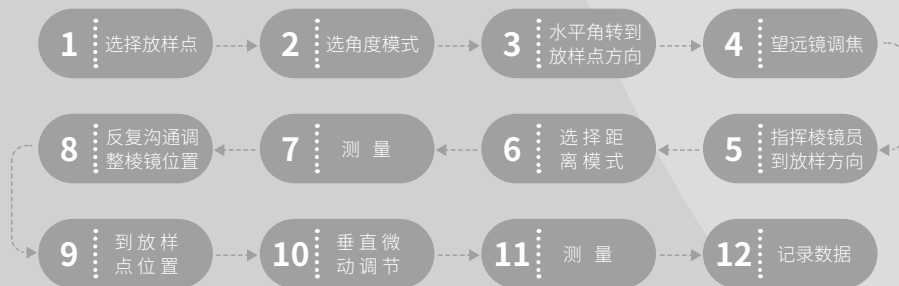 1 选择放样点
2 选角度模式
3 水平角转到
放样点方向
4 望远镜调焦
5 指挥棱镜员
到放样方向
6 选择距
离模式
7 测量
8 反复沟通调
整棱镜位置
9 到放样
点位置
10 垂直微
动调节
11 测量
12 记录数据